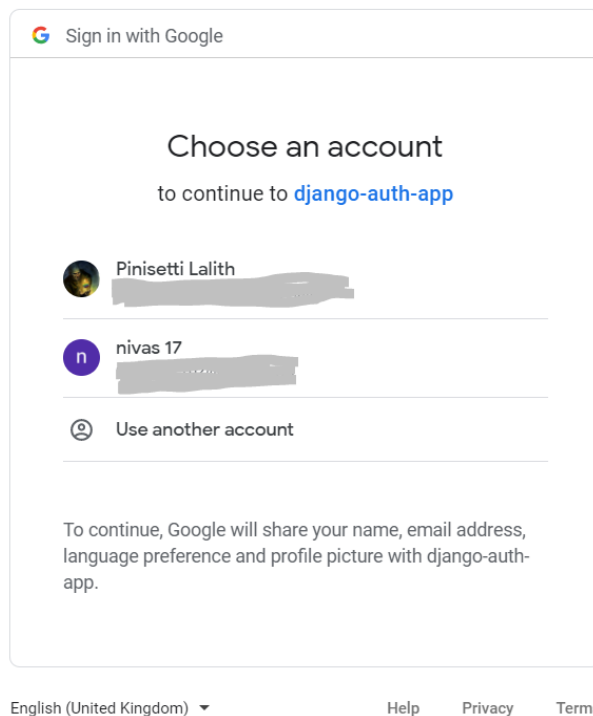 Sign in with Google
Choose an account
to continue to django-auth-app
Pinisetti Lalith
n
nivas 17
Use another account
To continue, Google will share your name, email address,
language preference and profile picture with django-auth-
app.
English (United Kingdom)
Help Privacy Term